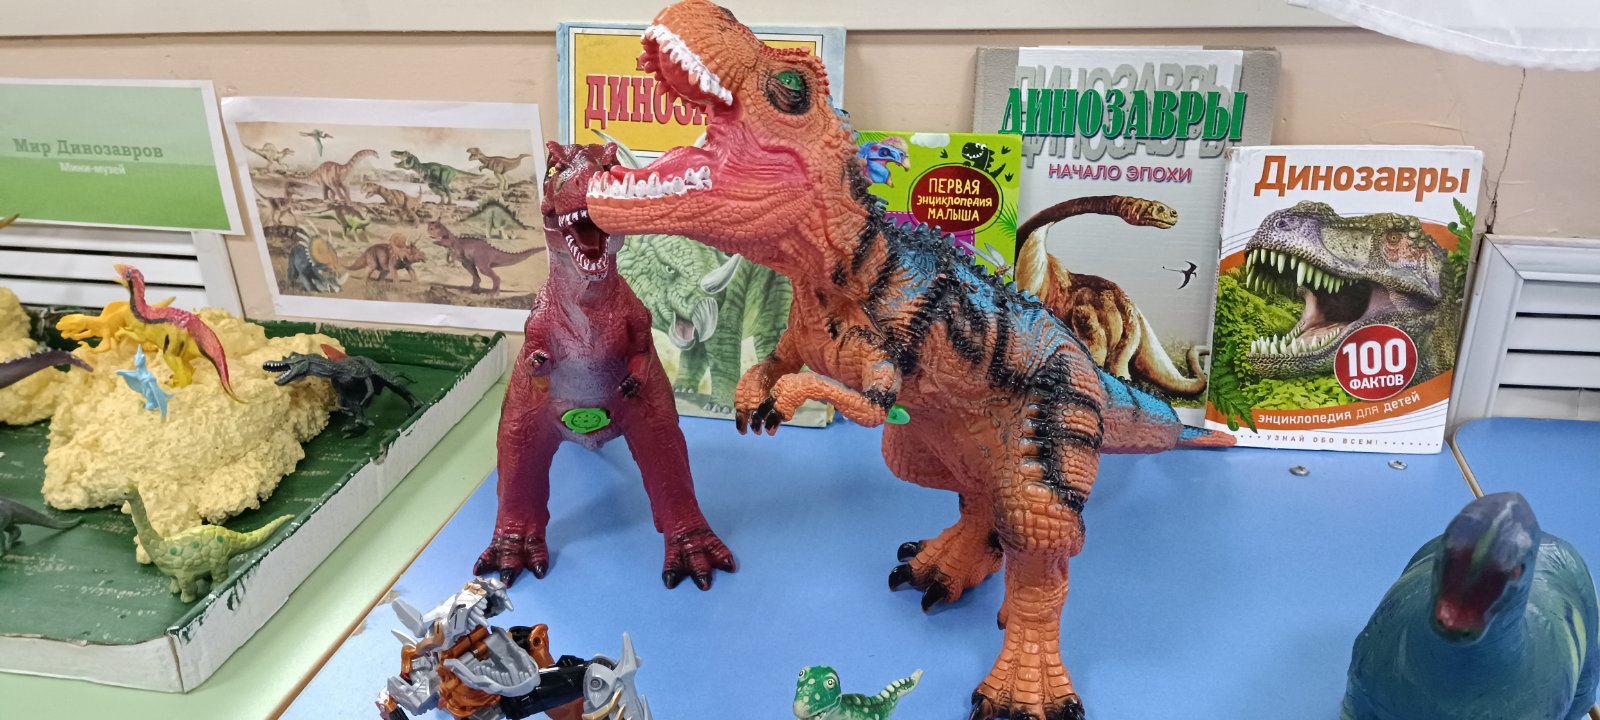 Мир Динозавров
Мини-музей
ДИНОЗА
ПЕРВАЯ
ЭНЦИКЛОПЕДИЯ
МАЛЫША
ДИНОЗАВРЫ
ДИНОЗАВРЫ
НАЧАЛО ЭПОХИ
Динозавры
100
ФАКТОВ
ЭНЦИКЛОПЕДИЯ ДЛЯ ДЕТЕЙ
УЗНАЙ ОБО ВСЕМ!